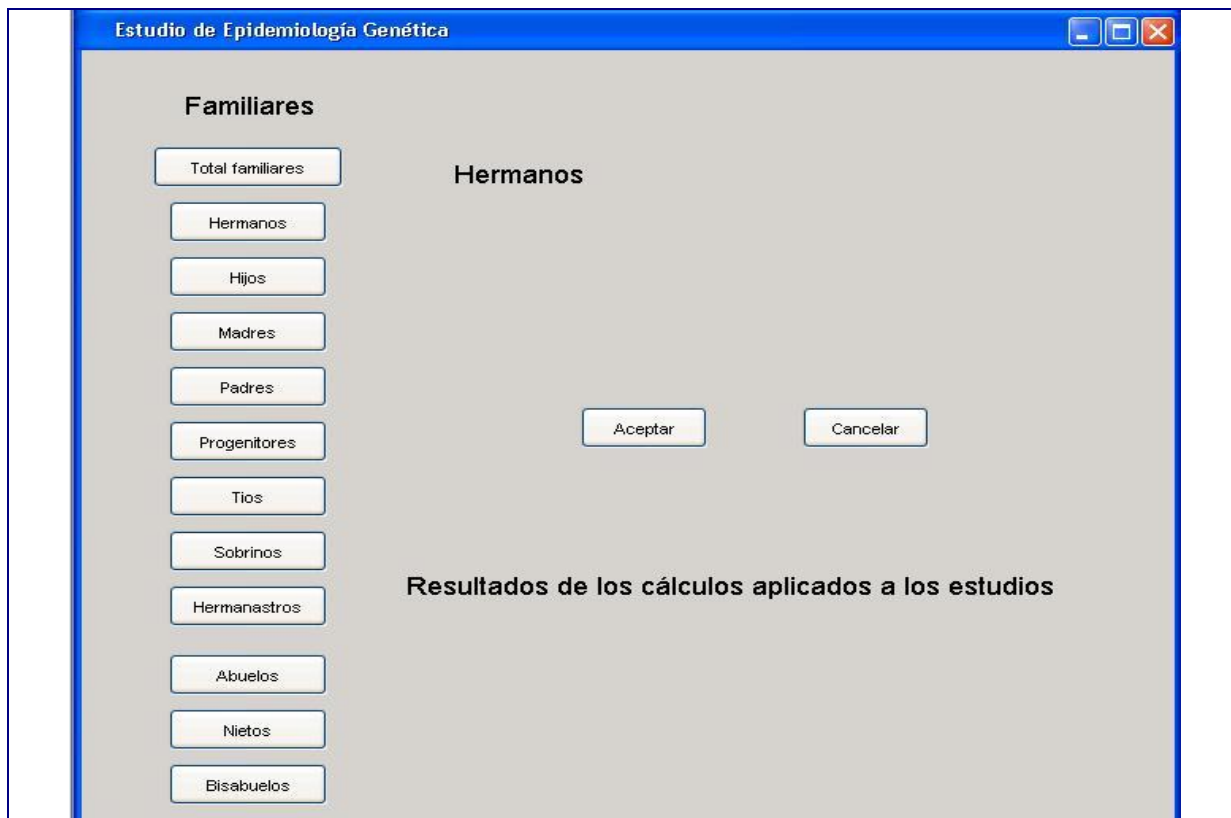 Estudio de Epidemiología Genética
Familiares
Total familiares
Hermanos
Hijos
Madres
Padres
Progenitores
Tios
Sobrinos
Hermanastros
Abuelos
Nietos
Bisabuelos
Hermanos
Aceptar
Cancelar
Resultados de los cálculos aplicados a los estudios